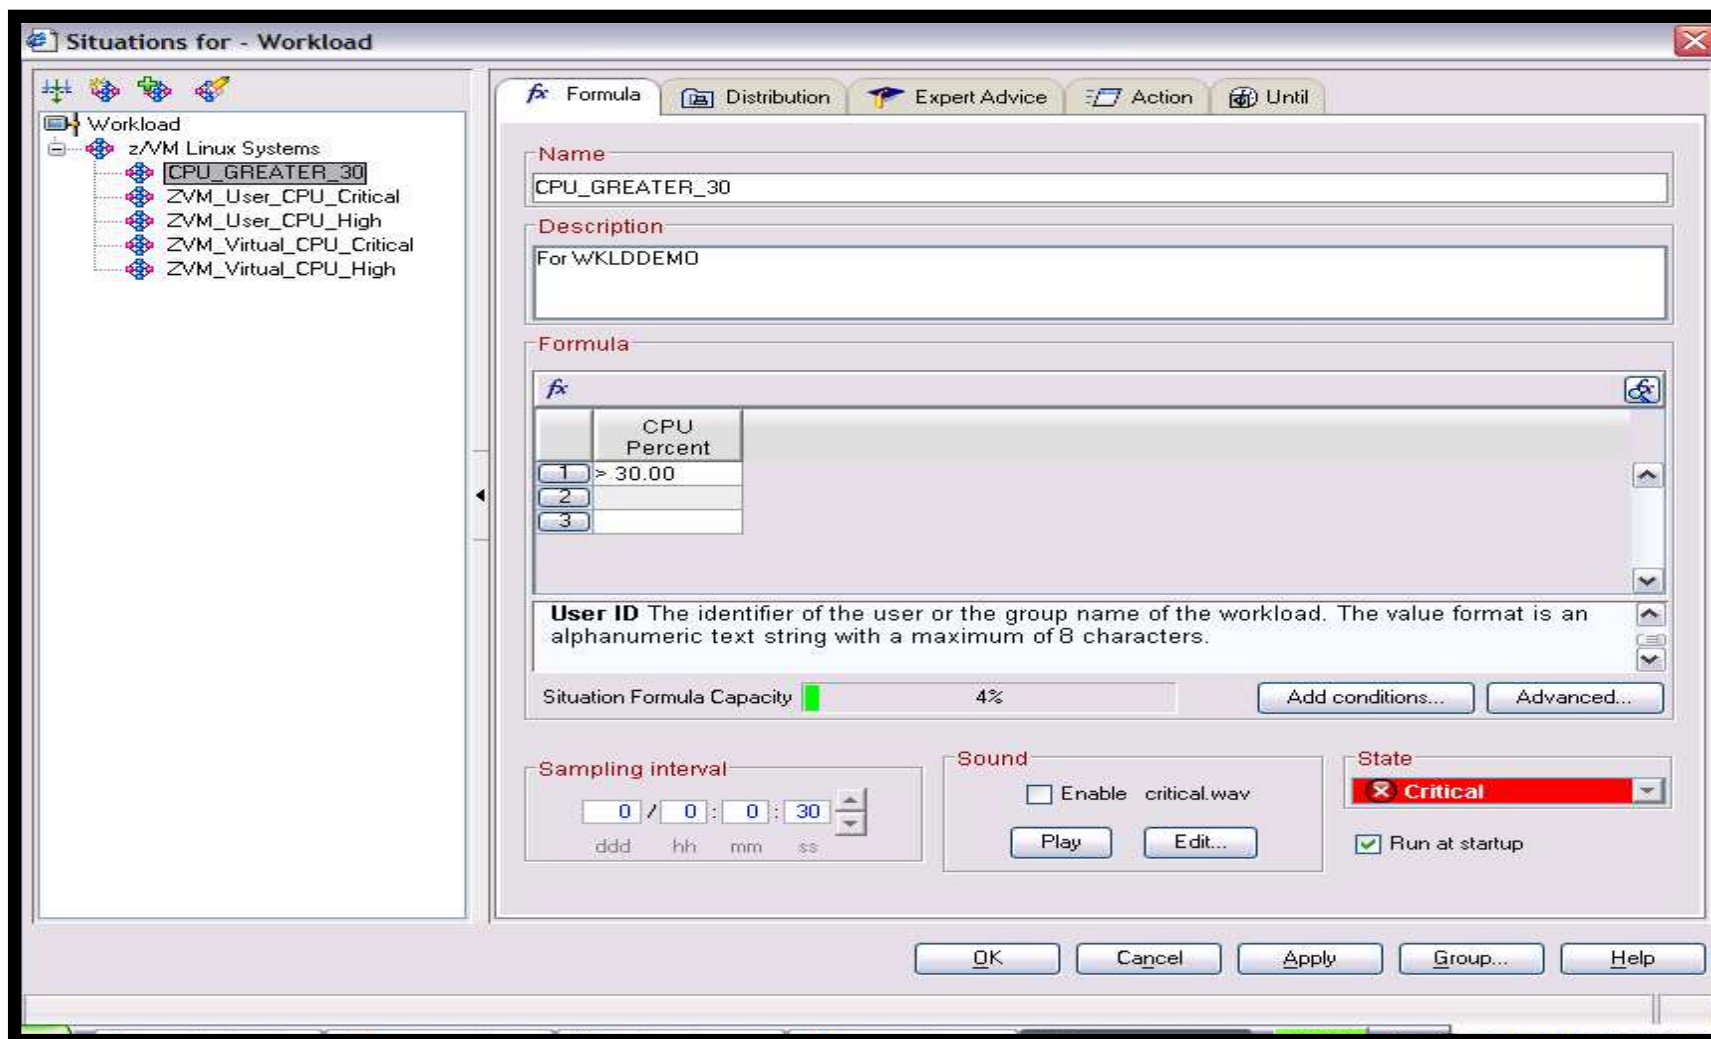 Situations for - Workload
Workload
z/VM Linux Systems
CPU_GREATER_30
ZVM_User_CPU_Critical
ZVM_User_CPU_High
ZVM_Virtual_CPU_Critical
ZVM_Virtual_CPU_High
fx Formula
Distribution
Expert Advice
Action
Until
Name
CPU_GREATER_30
Description
For WKLDDEMO
Formula
fx
CPU
Percent
1 > 30.00
2
3
User ID The identifier of the user or the group name of the workload. The value format is an
alphanumeric text string with a maximum of 8 characters.
Situation Formula Capacity 4% Add conditions... Advanced...
Sampling interval
0 / 0 : 0 : 30
ddd hh mm ss
Sound
Enable critical.wav
Play Edit...
State
Critical
Run at startup
OK Cancel Apply Group... Help